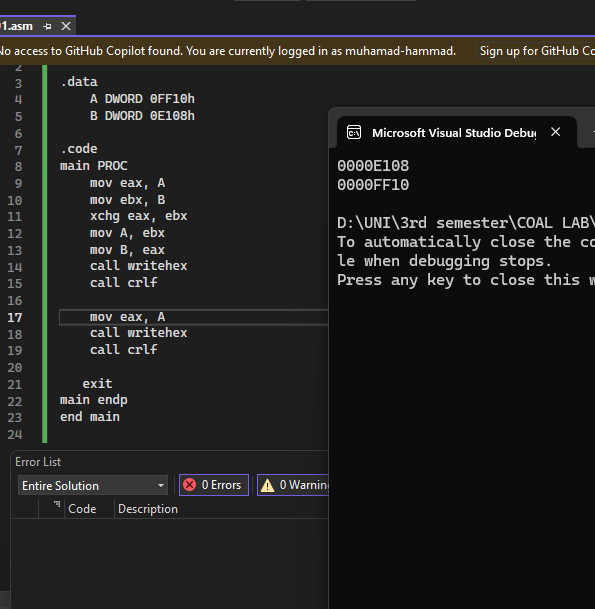 1.asm
No access to GitHub Copilot found. You are currently logged in as muhamad-hammad. Sign up for GitHub Co
2
3 .data
4 A DWORD 0FF10h
5 B DWORD 0E108h
6
7 .code
8 main PROC
9 mov eax, A
10 mov ebx, B
11 xchg eax, ebx
12 mov A, ebx
13 mov B, eax
14 call writehex
15 call crlf
16
17 mov eax, A
18 call writehex
19 call crlf
20
21 exit
22 main endp
23 end main
24
Microsoft Visual Studio Debug
0000E108
0000FF10
D:\UNI\3rd semester\COAL LAB\
To automatically close the co
le when debugging stops.
Press any key to close this w
Error List
Entire Solution 0 Errors 0 Warnin
Code Description